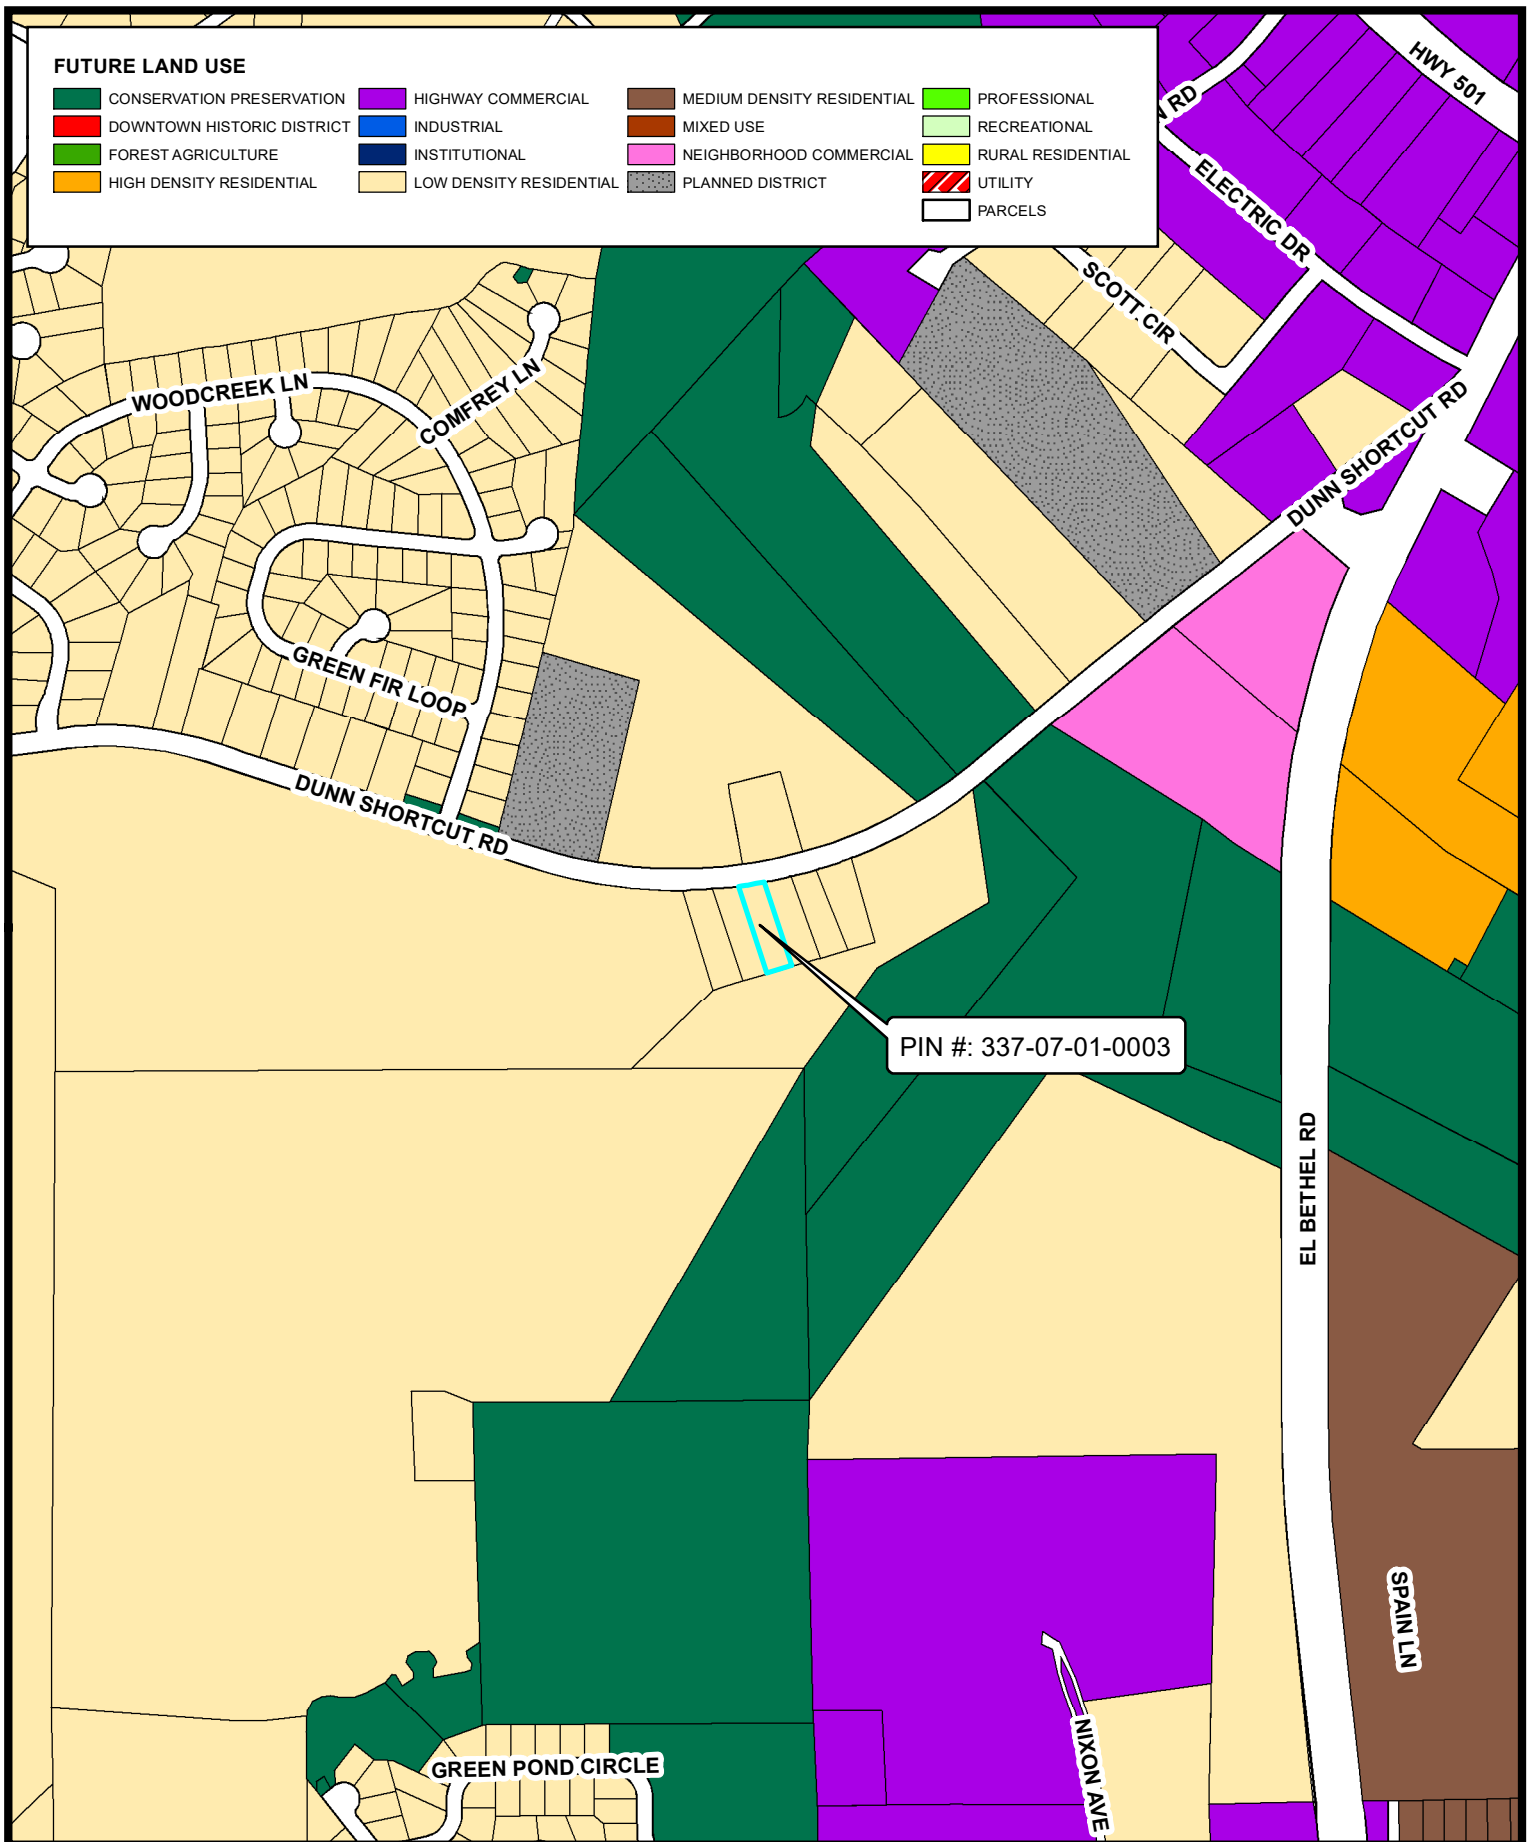 FUTURE LAND USE
CONSERVATION PRESERVATION
DOWNTOWN HISTORIC DISTRICT
FOREST AGRICULTURE
HIGH DENSITY RESIDENTIAL
HIGHWAY COMMERCIAL
INDUSTRIAL
INSTITUTIONAL
LOW DENSITY RESIDENTIAL
MEDIUM DENSITY RESIDENTIAL
MIXED USE
NEIGHBORHOOD COMMERCIAL
PLANNED DISTRICT
PROFESSIONAL
RECREATIONAL
RURAL RESIDENTIAL
UTILITY
PARCELS
HWY 501
RD
ELECTRIC DR
SCOTT CIR
WOODCREEK LN
COMFREY LN
DUNN SHORTCUT RD
GREEN FIR LOOP
DUNN SHORTCUT RD
PIN #: 337-07-01-0003
EL BETHEL RD
SPAIN LN
NIXON AVE
GREEN POND CIRCLE